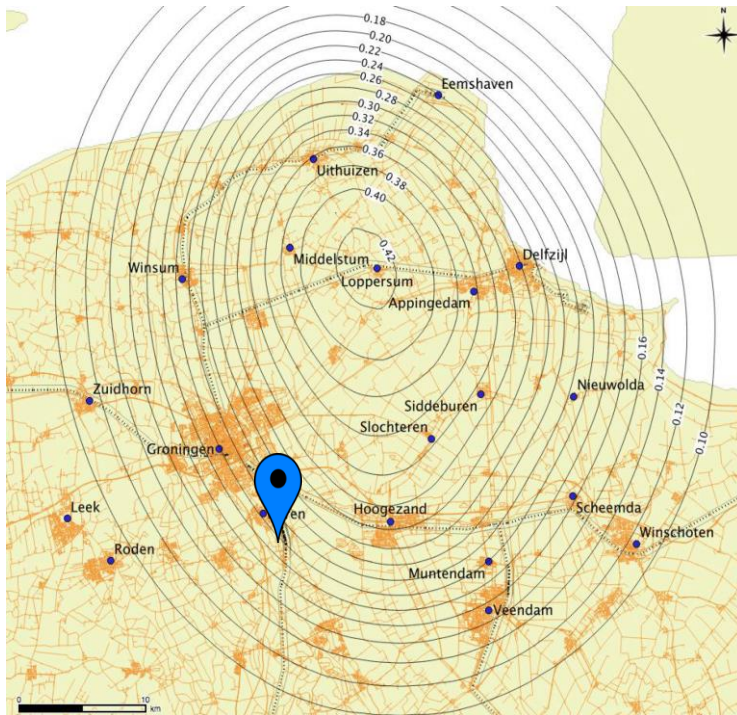 0.18
N
0.20
0.22
0.24
0.26
Eemshaven
0.28
0.30
0.32
0.34
0.36
Uithuizen
0.38
0.40
Middelstum
0.42
Delfzijl
Winsum
Loppersum
Appingedam
0.16
0.14
Zuidhorn
Siddeburen
Nieuwolda
0.12
Slochteren
0.10
Groningen
Leek
en
Hoogezand
Scheemda
Winschoten
Roden
Muntendam
Veendam
0 10
km